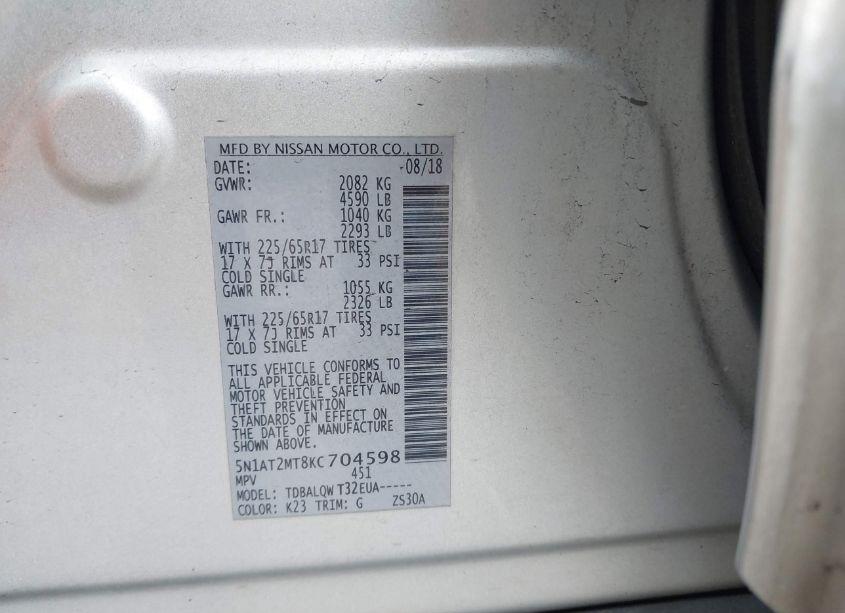 MFD BY NISSAN MOTOR CO., LTD.
DATE: -08/18
GVWR: 2082 KG
4590 LB
GAWR FR.: 1040 KG
2293 LB
WITH 225/65R17 TIRES
17 X 7J RIMS AT 33 PSI
COLD SINGLE
GAWR RR.: 1055 KG
2326 LB
WITH 225/65R17 TIRES
17 X 7J RIMS AT 33 PSI
COLD SINGLE
THIS VEHICLE CONFORMS TO
ALL APPLICABLE FEDERAL
MOTOR VEHICLE SAFETY AND
THEFT PREVENTION
STANDARDS IN EFFECT ON
THE DATE OF MANUFACTURE
SHOWN ABOVE.
5N1AT2MT8KC704598
MPV 451
MODEL: TDBALQW T32EUA-----
COLOR: K23 TRIM: G ZS30A